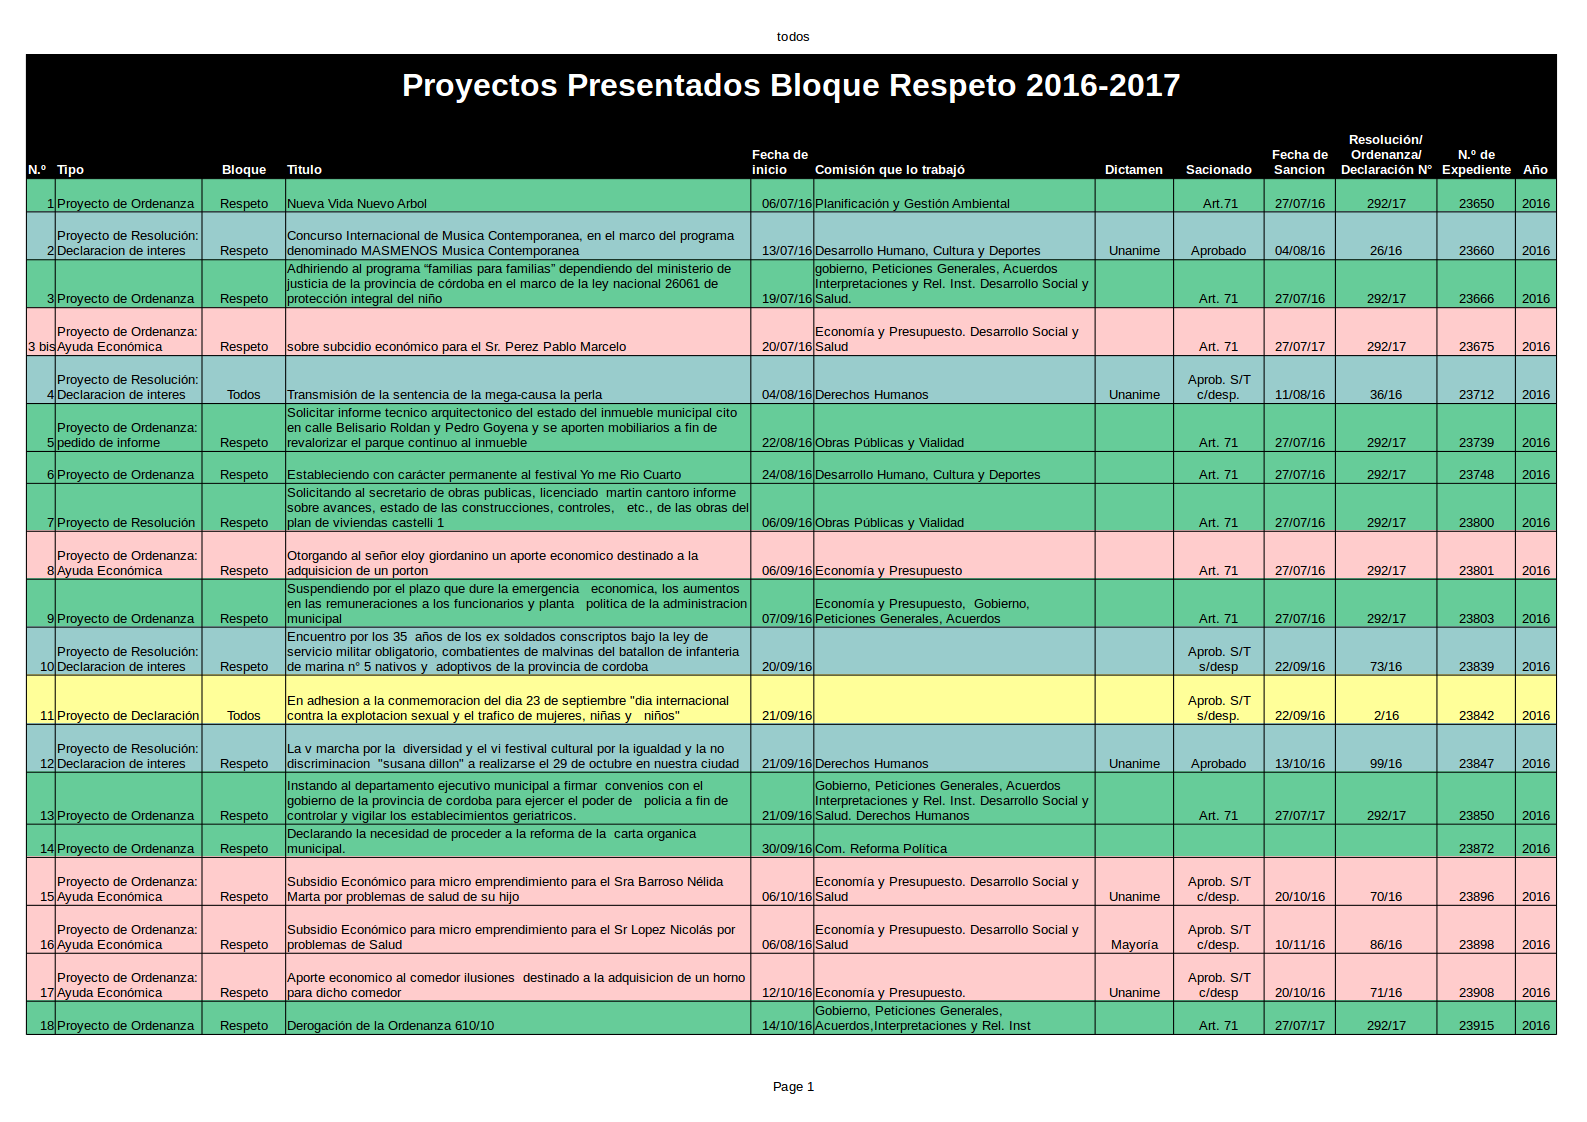 todos
Proyectos Presentados Bloque Respeto 2016-2017
N.º Tipo Bloque Titulo Fecha de inicio Comisión que lo trabajó Dictamen Sacionado Fecha de Sancion Resolución/ Ordenanza/ Declaración N° N.º de Expediente Año
1 Proyecto de Ordenanza Respeto Nueva Vida Nuevo Arbol 06/07/16 Planificación y Gestión Ambiental Art.71 27/07/16 292/17 23650 2016
Proyecto de Resolución: Concurso Internacional de Musica Contemporanea, en el marco del programa
2 Declaracion de interes Respeto denominado MASMENOS Musica Contemporanea 13/07/16 Desarrollo Humano, Cultura y Deportes Unanime Aprobado 04/08/16 26/16 23660 2016
Adhiriendo al programa “familias para familias” dependiendo del ministerio de gobierno, Peticiones Generales, Acuerdos
justicia de la provincia de córdoba en el marco de la ley nacional 26061 de Interpretaciones y Rel. Inst. Desarrollo Social y
3 Proyecto de Ordenanza Respeto protección integral del niño 19/07/16 Salud. Art. 71 27/07/16 292/17 23666 2016
Proyecto de Ordenanza: Economía y Presupuesto. Desarrollo Social y
3 bis Ayuda Económica Respeto sobre subcidio económico para el Sr. Perez Pablo Marcelo 20/07/16 Salud Art. 71 27/07/17 292/17 23675 2016
Proyecto de Resolución: Aprob. S/T
4 Declaracion de interes Todos Transmisión de la sentencia de la mega-causa la perla 04/08/16 Derechos Humanos Unanime c/desp. 11/08/16 36/16 23712 2016
Solicitar informe tecnico arquitectonico del estado del inmueble municipal cito
Proyecto de Ordenanza: en calle Belisario Roldan y Pedro Goyena y se aporten mobiliarios a fin de
5 pedido de informe Respeto revalorizar el parque continuo al inmueble 22/08/16 Obras Públicas y Vialidad Art. 71 27/07/16 292/17 23739 2016
6 Proyecto de Ordenanza Respeto Estableciendo con carácter permanente al festival Yo me Rio Cuarto 24/08/16 Desarrollo Humano, Cultura y Deportes Art. 71 27/07/16 292/17 23748 2016
Solicitando al secretario de obras publicas, licenciado martin cantoro informe
sobre avances, estado de las construcciones, controles, etc., de las obras del
7 Proyecto de Resolución Respeto plan de viviendas castelli 1 06/09/16 Obras Públicas y Vialidad Art. 71 27/07/16 292/17 23800 2016
Proyecto de Ordenanza: Otorgando al señor eloy giordanino un aporte economico destinado a la
8 Ayuda Económica Respeto adquisicion de un porton 06/09/16 Economía y Presupuesto Art. 71 27/07/16 292/17 23801 2016
Suspendiendo por el plazo que dure la emergencia economica, los aumentos
en las remuneraciones a los funcionarios y planta politica de la administracion Economía y Presupuesto, Gobierno,
9 Proyecto de Ordenanza Respeto municipal 07/09/16 Peticiones Generales, Acuerdos Art. 71 27/07/16 292/17 23803 2016
Encuentro por los 35 años de los ex soldados conscriptos bajo la ley de
Proyecto de Resolución: servicio militar obligatorio, combatientes de malvinas del batallon de infanteria Aprob. S/T
10 Declaracion de interes Respeto de marina n° 5 nativos y adoptivos de la provincia de cordoba 20/09/16 s/desp 22/09/16 73/16 23839 2016
En adhesion a la conmemoracion del dia 23 de septiembre "dia internacional Aprob. S/T
11 Proyecto de Declaración Todos contra la explotacion sexual y el trafico de mujeres, niñas y niños" 21/09/16 s/desp. 22/09/16 2/16 23842 2016
Proyecto de Resolución: La v marcha por la diversidad y el vi festival cultural por la igualdad y la no
12 Declaracion de interes Respeto discriminacion "susana dillon" a realizarse el 29 de octubre en nuestra ciudad 21/09/16 Derechos Humanos Unanime Aprobado 13/10/16 99/16 23847 2016
Instando al departamento ejecutivo municipal a firmar convenios con el Gobierno, Peticiones Generales, Acuerdos
gobierno de la provincia de cordoba para ejercer el poder de policia a fin de Interpretaciones y Rel. Inst. Desarrollo Social y
13 Proyecto de Ordenanza Respeto controlar y vigilar los establecimientos geriatricos. 21/09/16 Salud. Derechos Humanos Art. 71 27/07/17 292/17 23850 2016
Declarando la necesidad de proceder a la reforma de la carta organica
14 Proyecto de Ordenanza Respeto municipal. 30/09/16 Com. Reforma Política 23872 2016
Proyecto de Ordenanza: Subsidio Económico para micro emprendimiento para el Sra Barroso Nélida Economía y Presupuesto. Desarrollo Social y Aprob. S/T
15 Ayuda Económica Respeto Marta por problemas de salud de su hijo 06/10/16 Salud Unanime c/desp. 20/10/16 70/16 23896 2016
Proyecto de Ordenanza: Subsidio Económico para micro emprendimiento para el Sr Lopez Nicolás por Economía y Presupuesto. Desarrollo Social y Aprob. S/T
16 Ayuda Económica Respeto problemas de Salud 06/08/16 Salud Mayoría c/desp. 10/11/16 86/16 23898 2016
Proyecto de Ordenanza: Aporte economico al comedor ilusiones destinado a la adquisicion de un horno Aprob. S/T
17 Ayuda Económica Respeto para dicho comedor 12/10/16 Economía y Presupuesto. Unanime c/desp 20/10/16 71/16 23908 2016
Gobierno, Peticiones Generales,
18 Proyecto de Ordenanza Respeto Derogación de la Ordenanza 610/10 14/10/16 Acuerdos,Interpretaciones y Rel. Inst Art. 71 27/07/17 292/17 23915 2016
Page 1